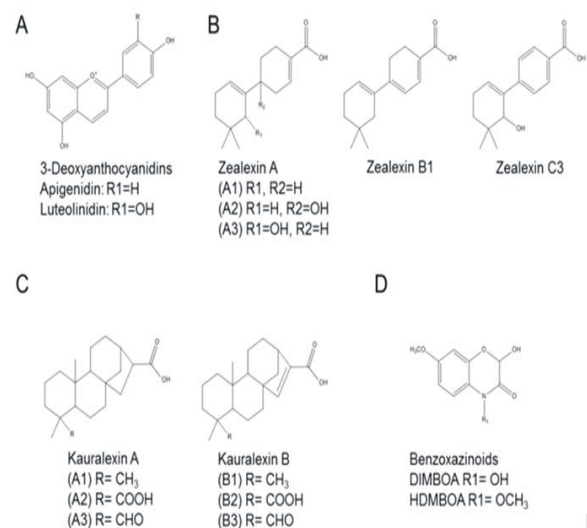 A
B
R
OH
HO
O+
OH
O
OH
R₂
R₁
O
OH
O
OH
OH
3-Deoxyanthocyanidins
Apigenidin: R1=H
Luteolinidin: R1=OH
Zealexin A
(A1) R1, R2=H
(A2) R1=H, R2=OH
(A3) R1=OH, R2=H
Zealexin B1
Zealexin C3
C
D
O
OH
R
O
OH
R
H₃CO
O
OH
N
O
R₁
Kauralexin A
(A1) R= CH₃
(A2) R= COOH
(A3) R= CHO
Kauralexin B
(B1) R= CH₃
(B2) R= COOH
(B3) R= CHO
Benzoxazinoids
DIMBOA R1= OH
HDMBOA R1= OCH₃